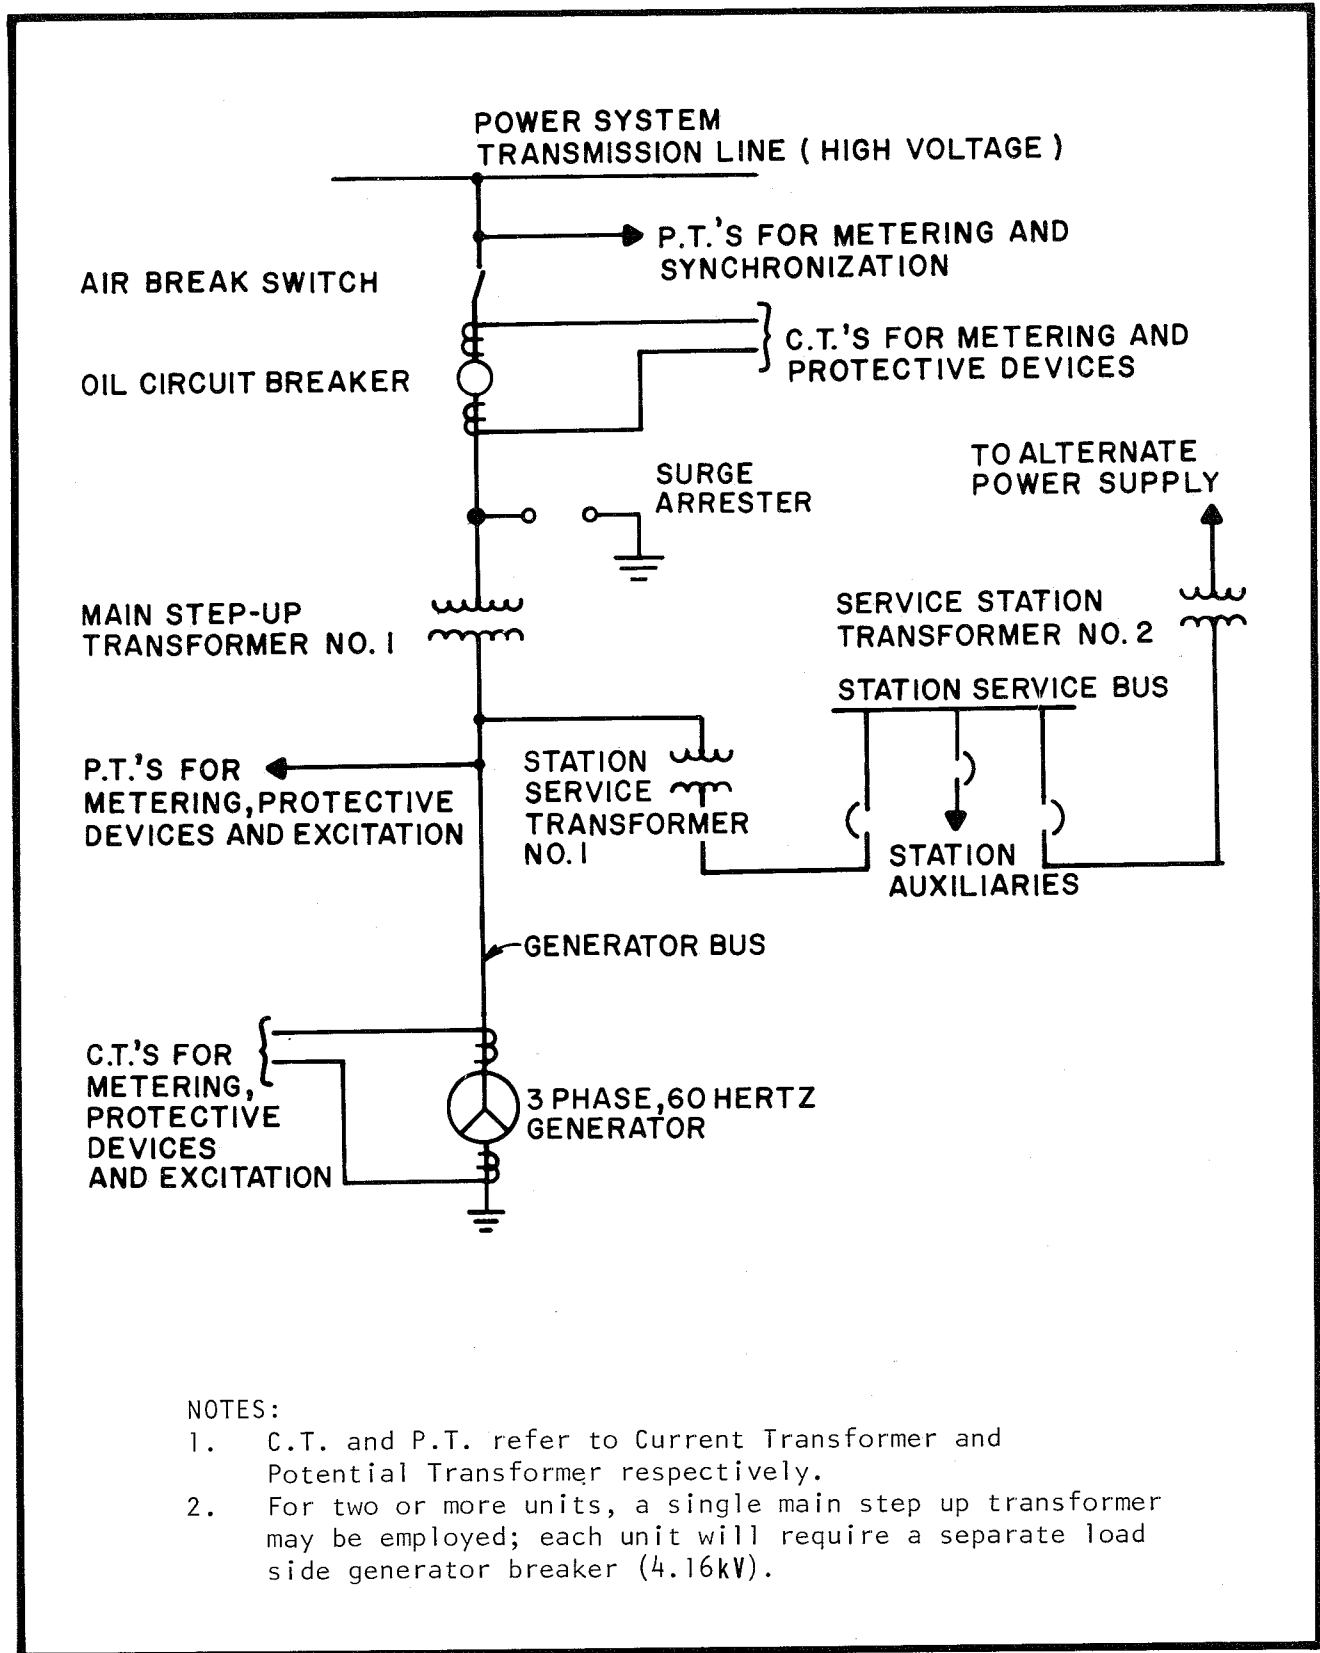 POWER SYSTEM
TRANSMISSION LINE ( HIGH VOLTAGE )
P.T.'S FOR METERING AND
SYNCHRONIZATION
AIR BREAK SWITCH
C.T.'S FOR METERING AND
PROTECTIVE DEVICES
OIL CIRCUIT BREAKER
TO ALTERNATE
POWER SUPPLY
SURGE
ARRESTER
MAIN STEP-UP
TRANSFORMER NO. 1
SERVICE STATION
TRANSFORMER NO. 2
STATION SERVICE BUS
P.T.'S FOR
METERING, PROTECTIVE
DEVICES AND EXCITATION
STATION
SERVICE
TRANSFORMER
NO. 1
STATION
AUXILIARIES
GENERATOR BUS
C.T.'S FOR
METERING,
PROTECTIVE
DEVICES
AND EXCITATION
3 PHASE, 60 HERTZ
GENERATOR
NOTES:
1. C.T. and P.T. refer to Current Transformer and
Potential Transformer respectively.
2. For two or more units, a single main step up transformer
may be employed; each unit will require a separate load
side generator breaker (4.16kV).